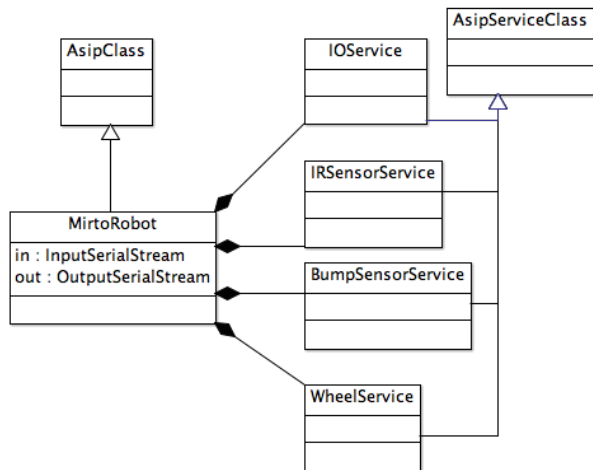 AsipServiceClass
AsipClass
IOService
IRSensorService
MirtoRobot
in : InputSerialStream
out : OutputSerialStream
BumpSensorService
WheelService